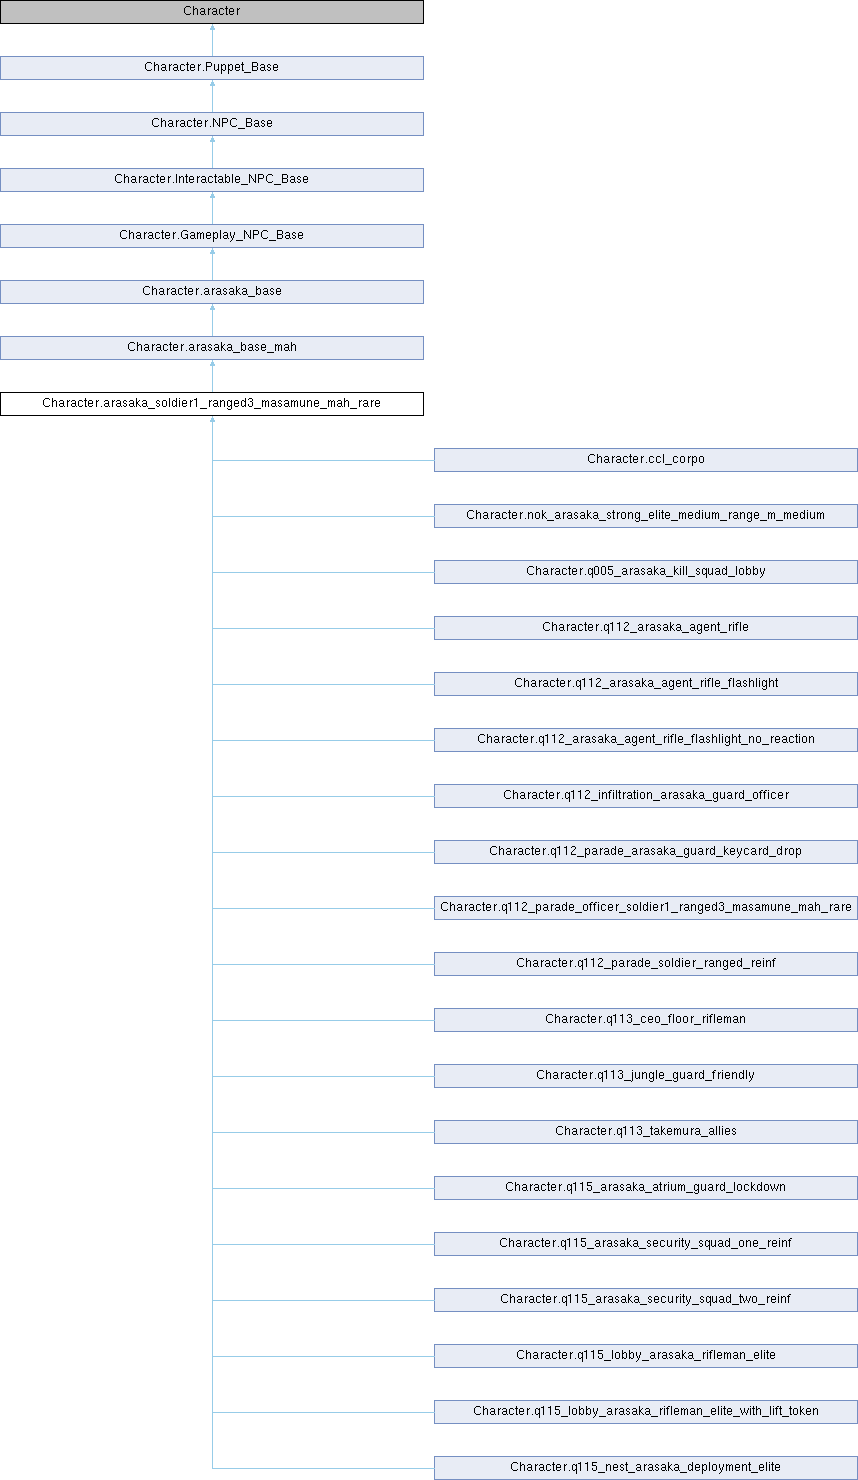 Character
Character.Puppet_Base
Character.NPC_Base
Character.Interactable_NPC_Base
Character.Gameplay_NPC_Base
Character.arasaka_base
Character.arasaka_base_mah
Character.arasaka_soldier1_ranged3_masamune_mah_rare
Character.ccl_corpo
Character.nok_arasaka_strong_elite_medium_range_m_medium
Character.q005_arasaka_kill_squad_lobby
Character.q112_arasaka_agent_rifle
Character.q112_arasaka_agent_rifle_flashlight
Character.q112_arasaka_agent_rifle_flashlight_no_reaction
Character.q112_infiltration_arasaka_guard_officer
Character.q112_parade_arasaka_guard_keycard_drop
Character.q112_parade_officer_soldier1_ranged3_masamune_mah_rare
Character.q112_parade_soldier_ranged_reinf
Character.q113_ceo_floor_rifleman
Character.q113_jungle_guard_friendly
Character.q113_takemura_allies
Character.q115_arasaka_atrium_guard_lockdown
Character.q115_arasaka_security_squad_one_reinf
Character.q115_arasaka_security_squad_two_reinf
Character.q115_lobby_arasaka_rifleman_elite
Character.q115_lobby_arasaka_rifleman_elite_with_lift_token
Character.q115_nest_arasaka_deployment_elite